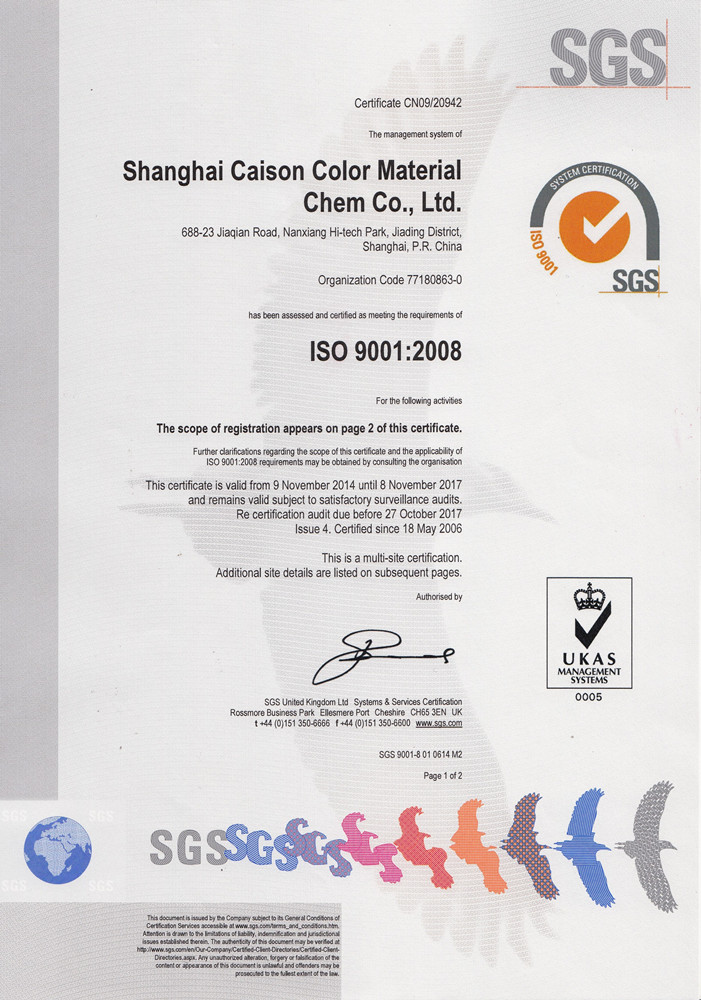 SGS
Certificate CN09/20942
The management system of
Shanghai Caison Color Material
Chem Co., Ltd.
688-23 Jiaqian Road, Nanxiang Hi-tech Park, Jiading District,
Shanghai, P.R. China
Organization Code 77180863-0
SYSTEM CERTIFICATION
ISO 9001
SGS
has been assessed and certified as meeting the requirements of
ISO 9001:2008
For the following activities
The scope of registration appears on page 2 of this certificate.
Further clarifications regarding the scope of this certificate and the applicability of
ISO 9001:2008 requirements may be obtained by consulting the organisation
This certificate is valid from 9 November 2014 until 8 November 2017
and remains valid subject to satisfactory surveillance audits.
Re certification audit due before 27 October 2017
Issue 4. Certified since 18 May 2006
This is a multi-site certification.
Additional site details are listed on subsequent pages.
Authorised by
UKAS
MANAGEMENT
SYSTEMS
0005
SGS United Kingdom Ltd Systems & Services Certification
Rossmore Business Park Ellesmere Port Cheshire CH65 3EN UK
t +44 (0)151 350-6666 f +44 (0)151 350-6600 www.sgs.com
SGS 9001-8 01 0614 M2
Page 1 of 2
SGS SGS
SGS SGS
SGS SGS SGS
This document is issued by the Company subject to its General Conditions of
Certification Services accessible at www.sgs.com/terms_and_conditions.htm.
Attention is drawn to the limitations of liability, indemnification and jurisdictional
issues established therein. The authenticity of this document may be verified at
http://www.sgs.com/en/Our-Company/Certified-Client-Directories/Certified-Client-
Directories.aspx. Any unauthorized alteration, forgery or falsification of the
content or appearance of this document is unlawful and offenders may be
prosecuted to the fullest extent of the law.